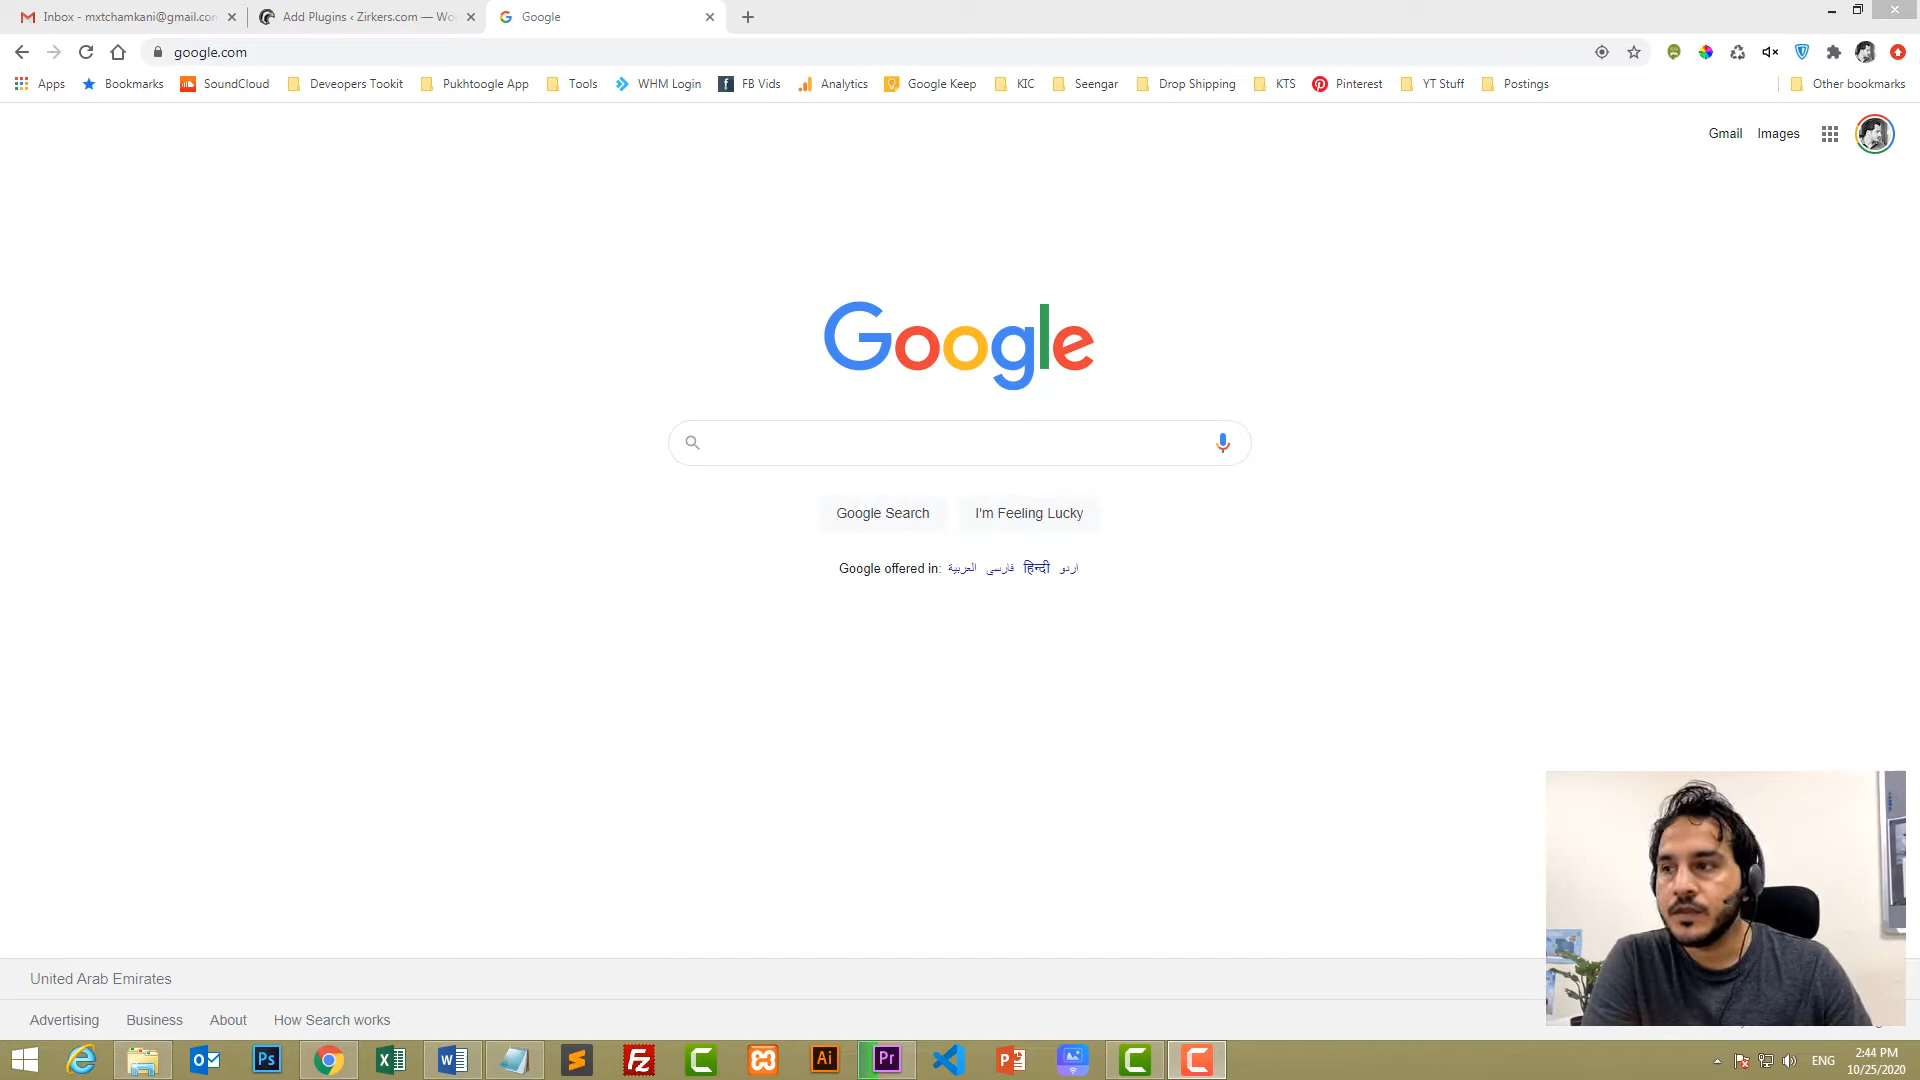 Inbox - mxtchamkani@gmail.com
Add Plugins ‹ Zirkers.com — Wo
Google
google.com
Apps Bookmarks SoundCloud Deveopers Tookit Pukhtoogle App Tools WHM Login FB Vids Analytics Google Keep KIC Seengar Drop Shipping KTS Pinterest YT Stuff Postings Other bookmarks
Gmail Images
Google
Google Search I'm Feeling Lucky
Google offered in: العربية فارسی हिन्दी اردو
United Arab Emirates
Advertising Business About How Search works
Ps Fz Ai Pr
ENG
2:44 PM
10/25/2020